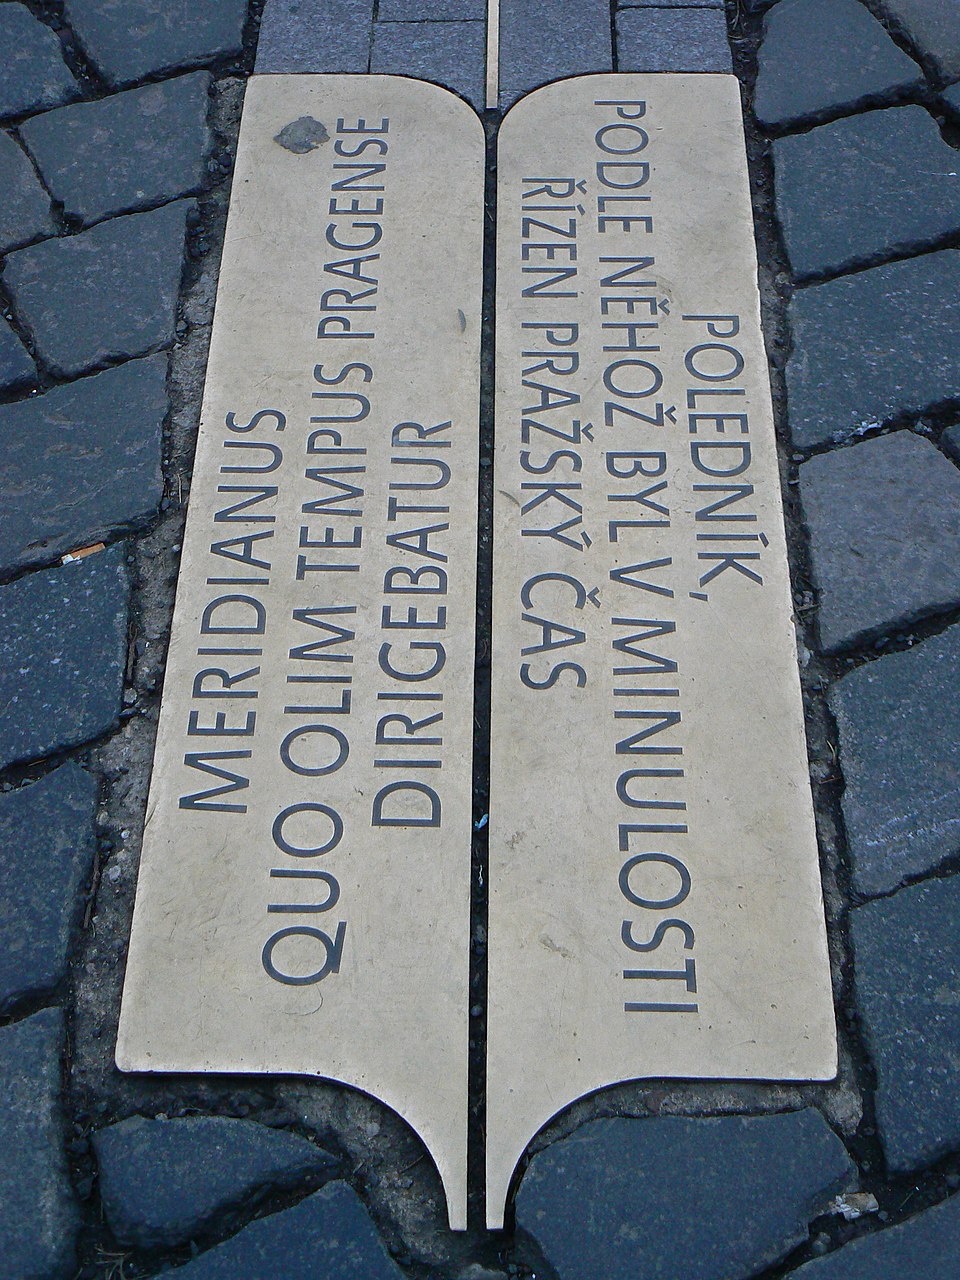 MERIDIANUS
QUO OLIM TEMPUS PRAGENSE
DIRIGEBATUR
POLEDNÍK,
PODLE NĚHOŽ BYL V MINULOSTI
ŘÍZEN PRAŽSKÝ ČAS